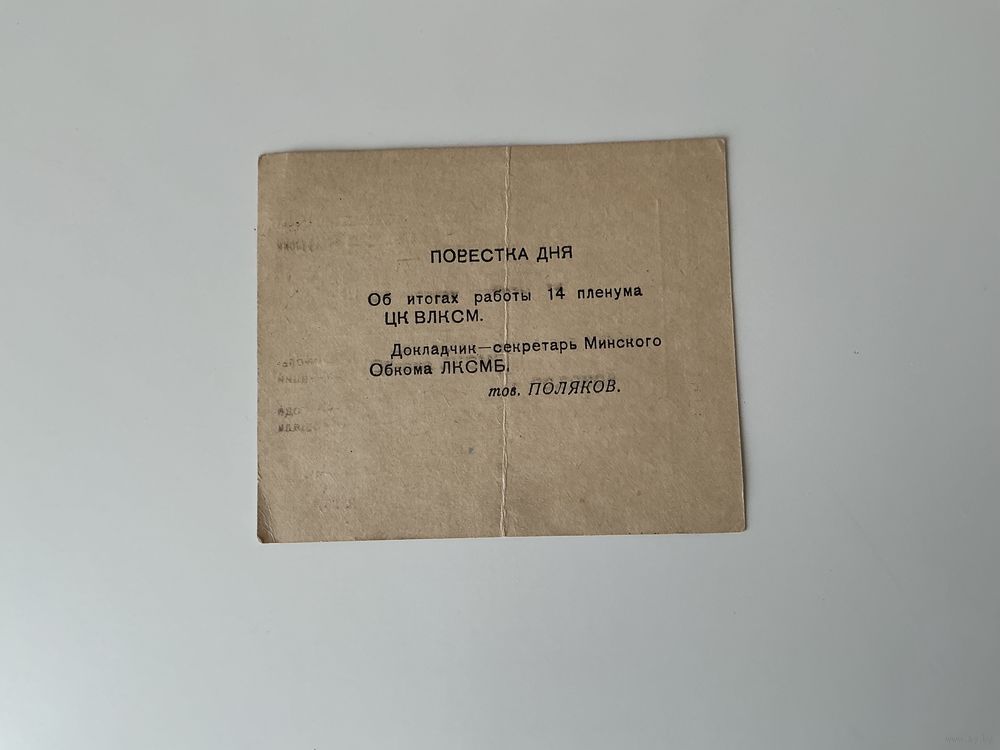 ПОВЕСТКА ДНЯ
Об итогах работы 14 пленума
ЦК ВЛКСМ.
Докладчик—секретарь Минского
Обкома ЛКСМБ.
тов. ПОЛЯКОВ.